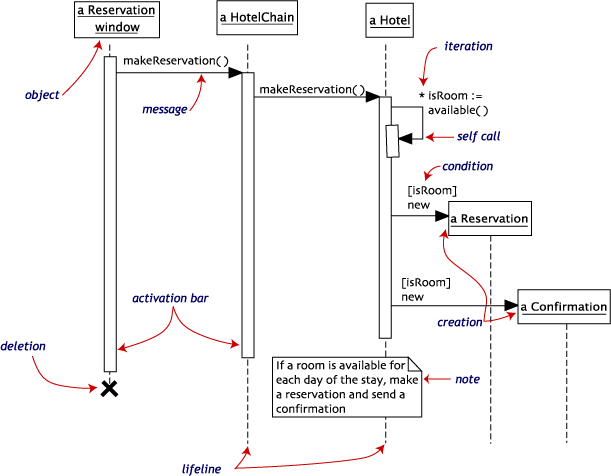 a Reservation
window
a HotelChain
a Hotel
iteration
makeReservation()
object
message
makeReservation()
* isRoom :=
available()
self call
condition
[isRoom]
new
a Reservation
[isRoom]
new
activation bar
a Confirmation
creation
deletion
If a room is available for
each day of the stay, make
a reservation and send a
confirmation
note
lifeline